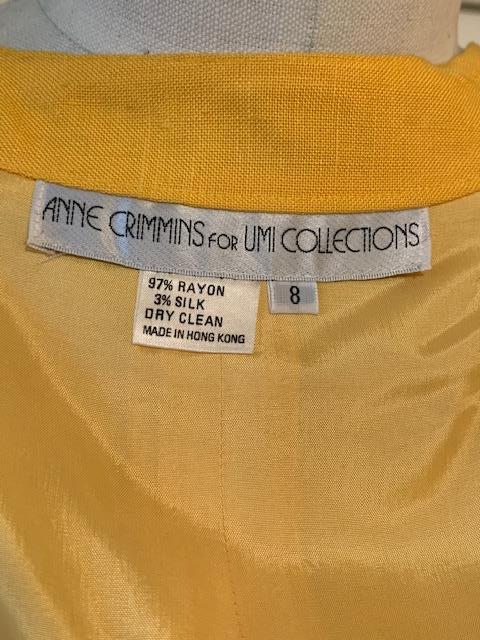 ANNE CRIMMINS FOR UMI COLLECTIONS
97% RAYON
3% SILK
DRY CLEAN
MADE IN HONG KONG
8